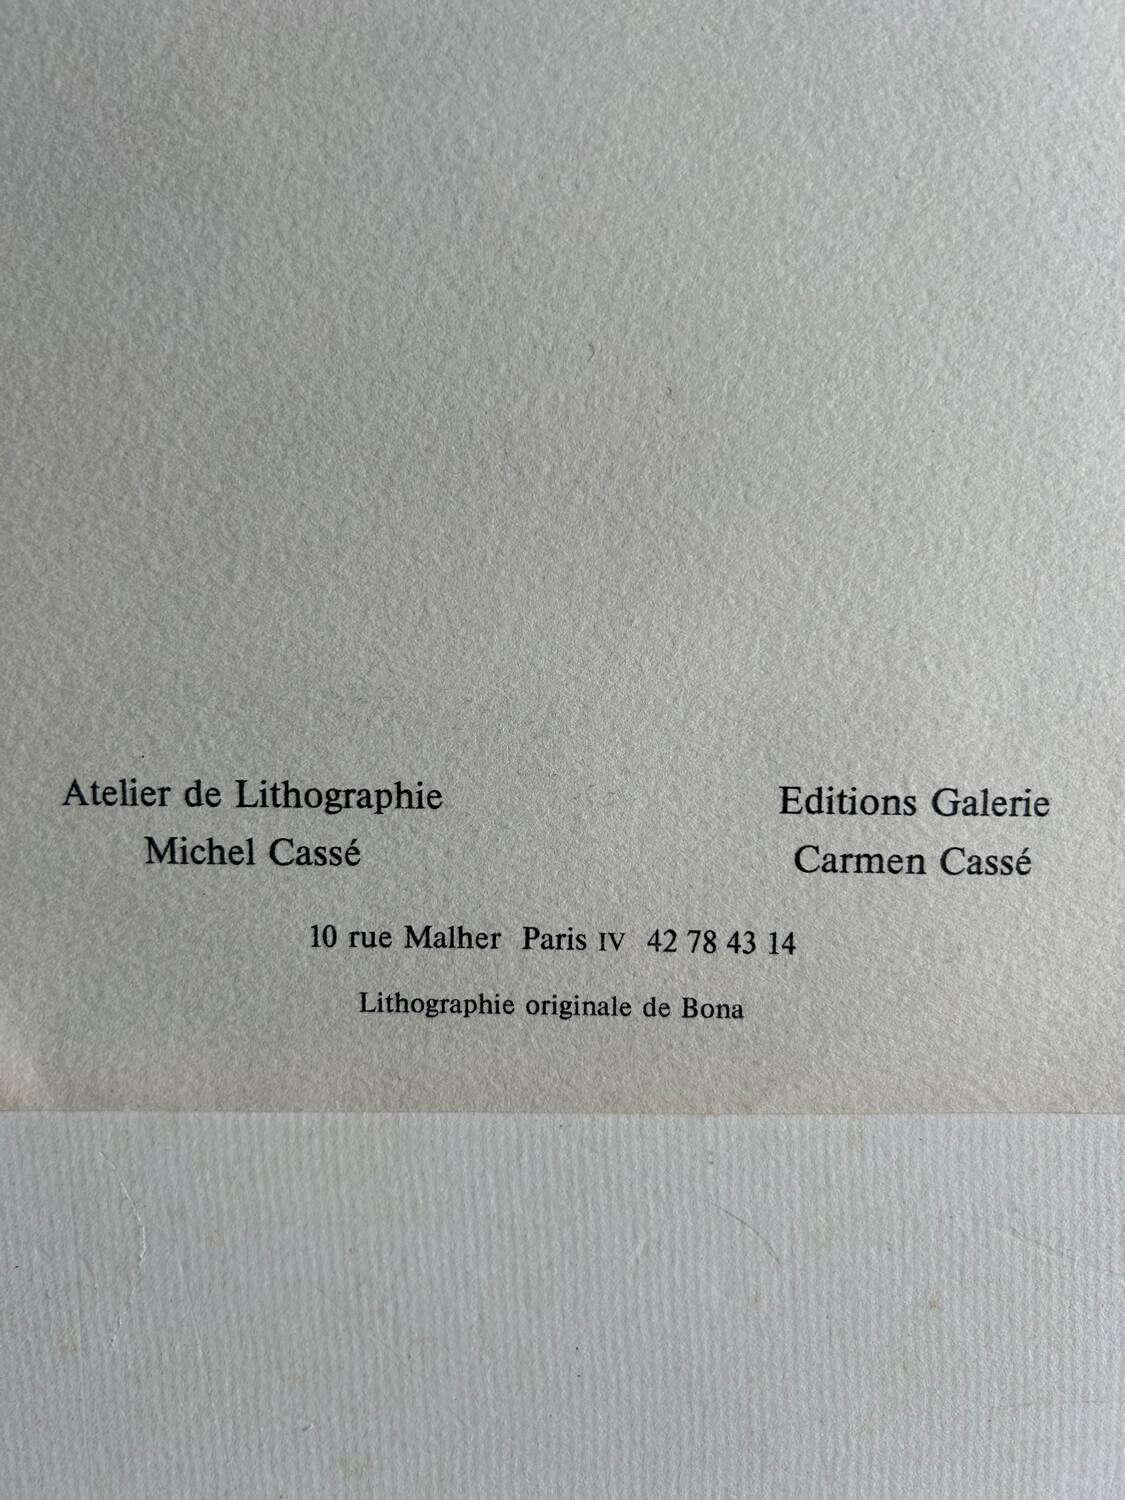 Atelier de Lithographie
Michel Cassé
Editions Galerie
Carmen Cassé
10 rue Malher Paris IV 42 78 43 14
Lithographie originale de Bona